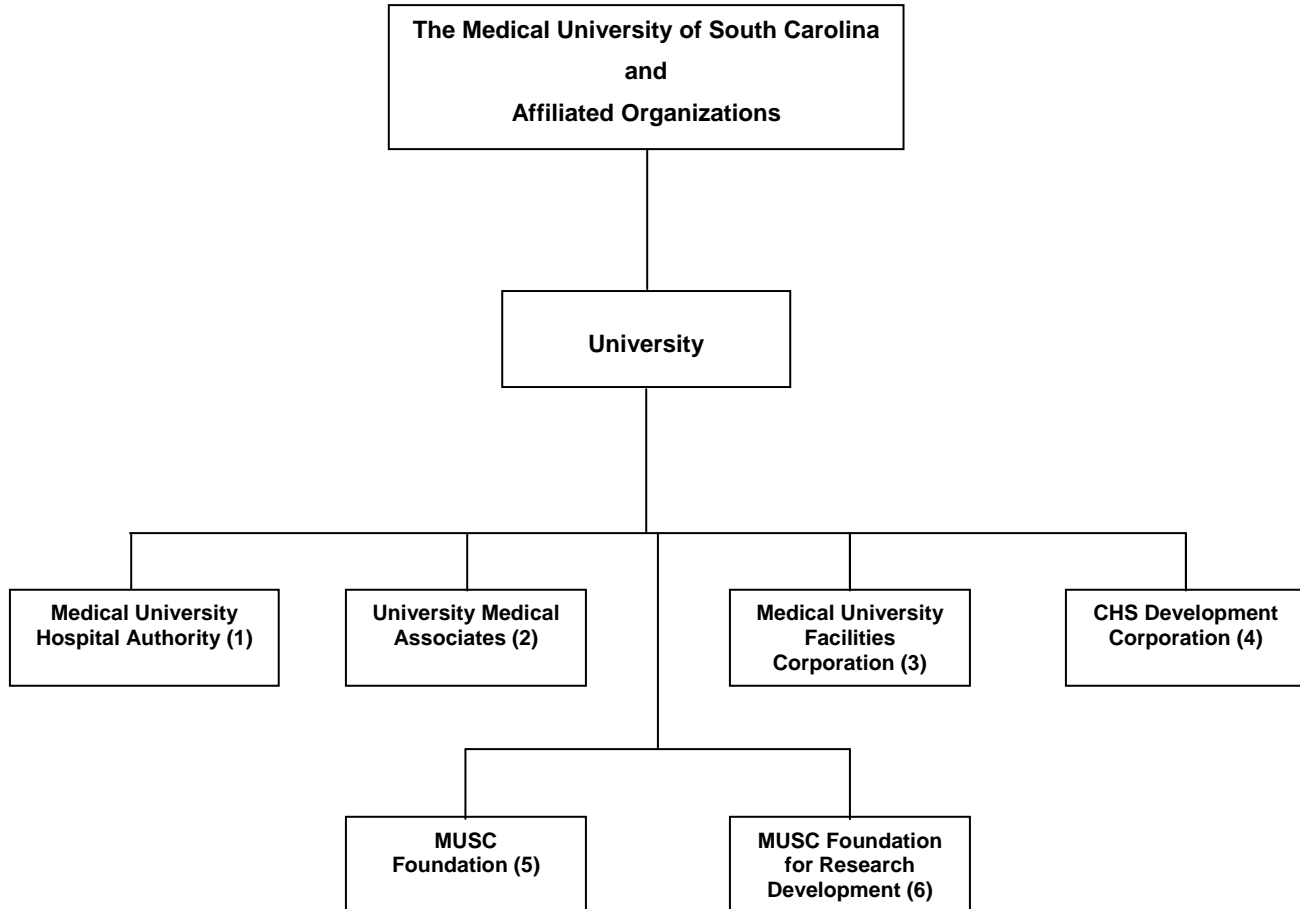 The Medical University of South Carolina
and
Affiliated Organizations
University
Medical University
Hospital Authority (1)
University Medical
Associates (2)
Medical University
Facilities
Corporation (3)
CHS Development
Corporation (4)
MUSC
Foundation (5)
MUSC Foundation
for Research
Development (6)